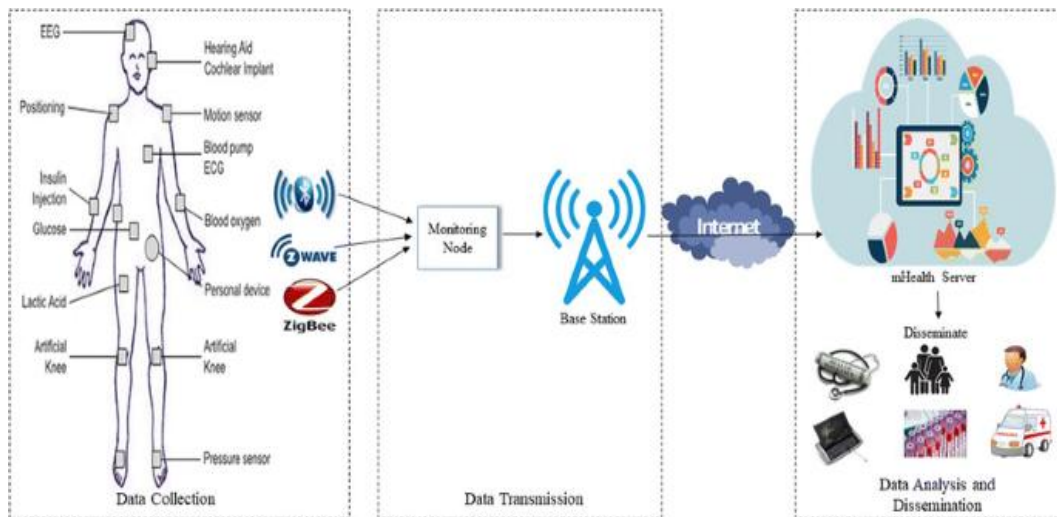 EEG
Hearing Aid
Cochlear Implant
Positioning
Motion sensor
Blood pump
ECG
Insulin
Injection
Blood oxygen
Glucose
Lactic Acid
Personal device
Artificial
Knee
Artificial
Knee
Pressure sensor
Data Collection
Z WAVE
Z
ZigBee
Monitoring
Node
Base Station
Data Transmission
Internet
mHealth Server
Disseminate
Data Analysis and
Dissemination